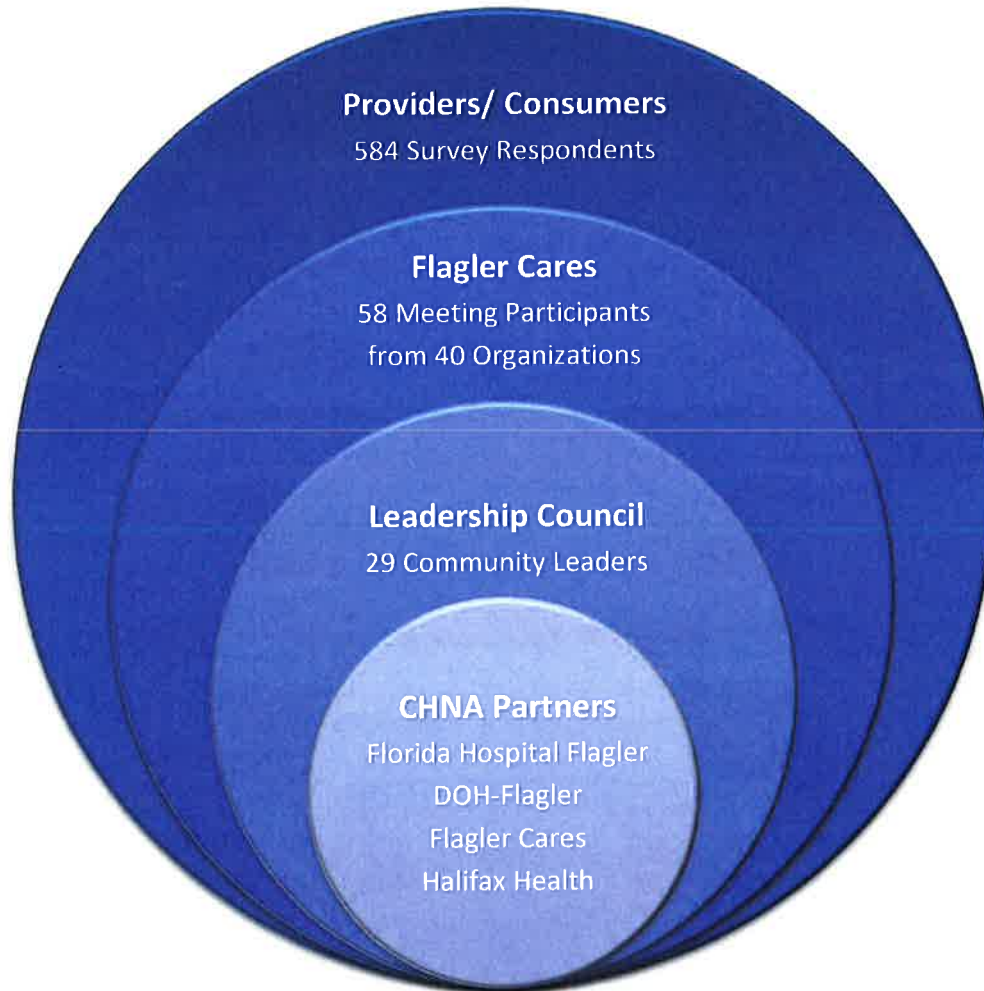 Providers/ Consumers
584 Survey Respondents
Flagler Cares
58 Meeting Participants
from 40 Organizations
Leadership Council
29 Community Leaders
CHNA Partners
Florida Hospital Flagler
DOH-Flagler
Flagler Cares
Halifax Health